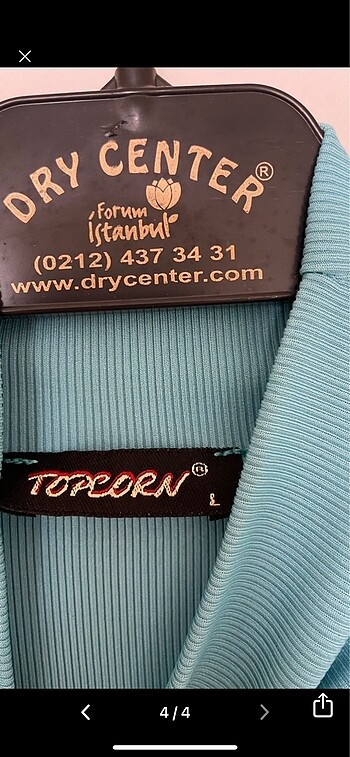 DRY CENTER ®
Forum
İstanbul
(0212) 437 34 31
www.drycenter.com
TOPCORN ®
4/4